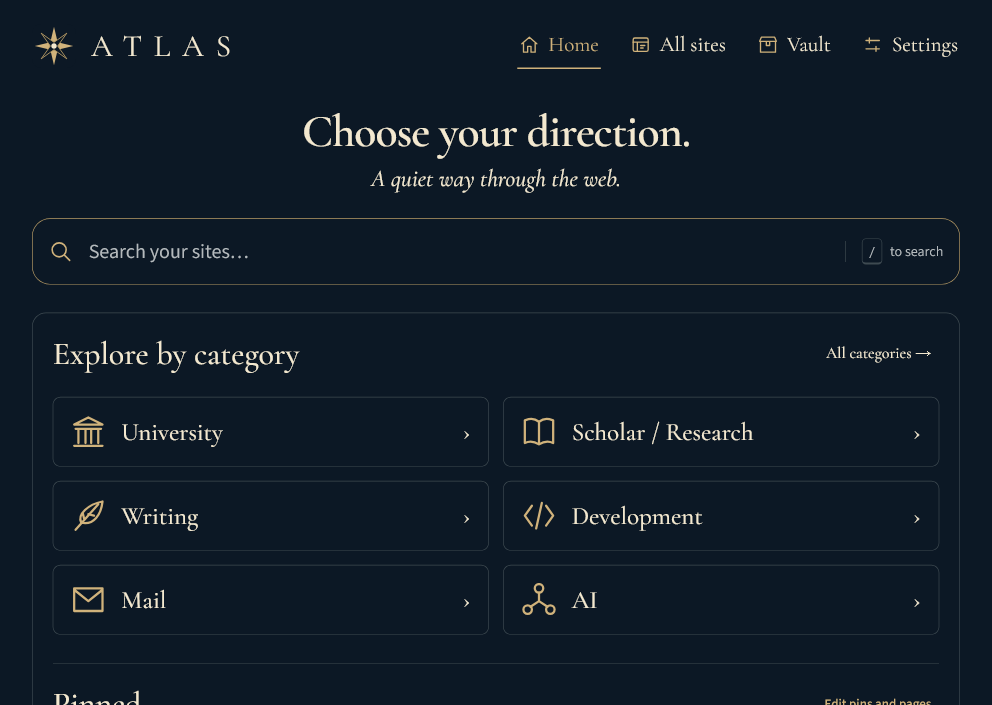 ATLAS
Home
All sites
Vault
Settings
Choose your direction.
A quiet way through the web.
Search your sites...
/ to search
Explore by category
All categories →
University ›
Scholar / Research ›
Writing ›
Development ›
Mail ›
AI ›
Pinned
Edit pins and pages